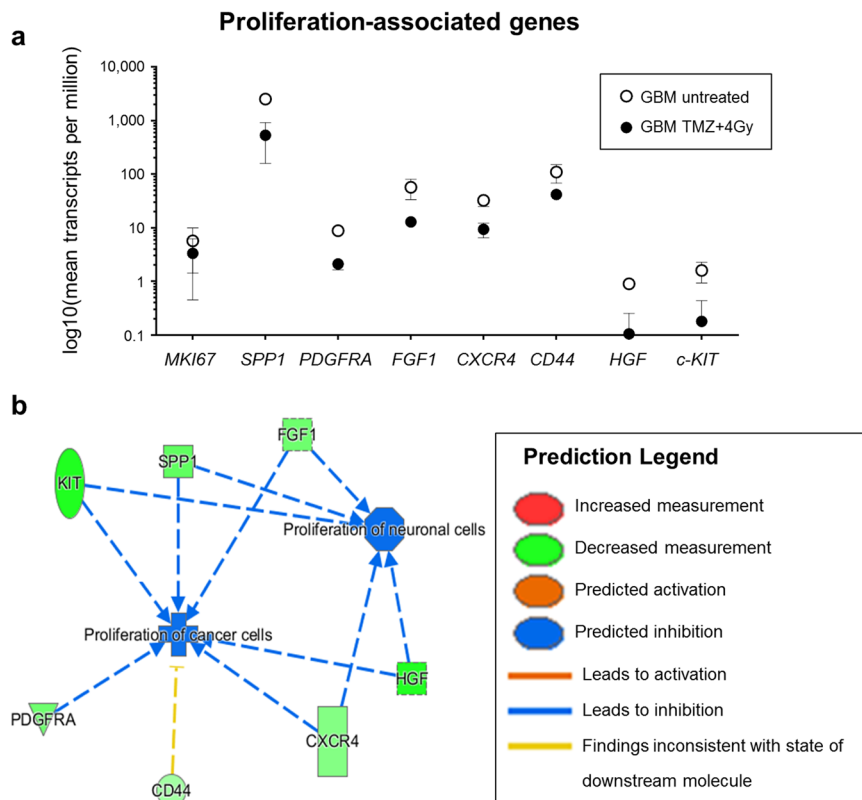 Proliferation-associated genes
a
log10(mean transcripts per million)
10,000
1,000
100
10
1
0.1
GBM untreated
GBM TMZ+4Gy
MKI67 SPP1 PDGFRA FGF1 CXCR4 CD44 HGF c-KIT
b
FGF1
SPP1
KIT
Proliferation of neuronal cells
Proliferation of cancer cells
HGF
PDGFRA
CXCR4
CD44
Prediction Legend
Increased measurement
Decreased measurement
Predicted activation
Predicted inhibition
Leads to activation
Leads to inhibition
Findings inconsistent with state of
downstream molecule